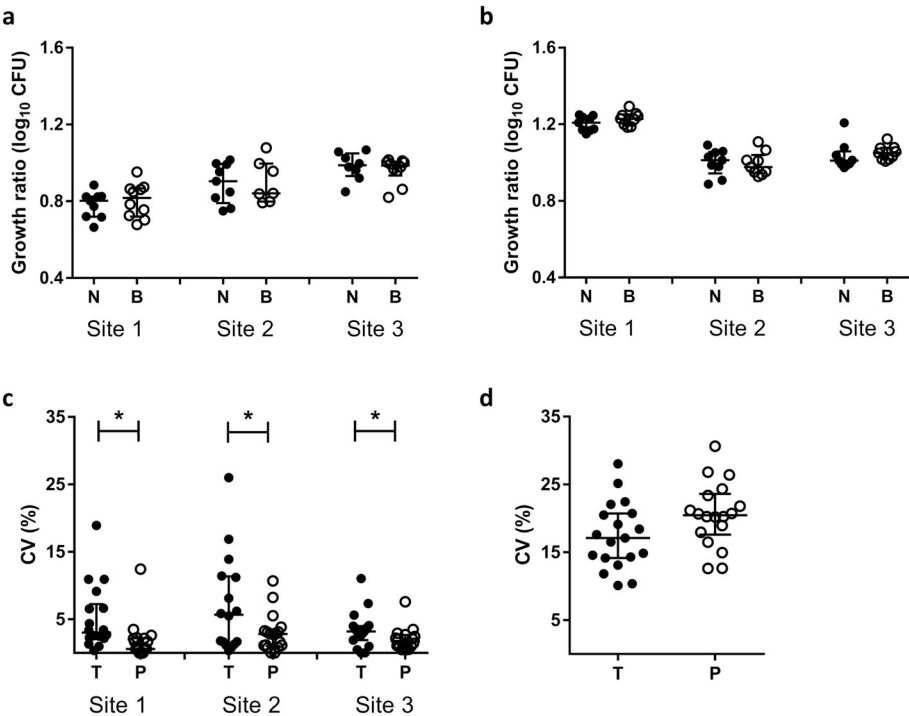 a
Growth ratio (log10 CFU)
1.6
1.2
0.8
0.4
N B N B N B
Site 1 Site 2 Site 3
b
Growth ratio (log10 CFU)
1.6
1.2
0.8
0.4
N B N B N B
Site 1 Site 2 Site 3
c
CV (%)
35
25
15
5
* * *
T P T P T P
Site 1 Site 2 Site 3
d
CV (%)
35
25
15
5
T P